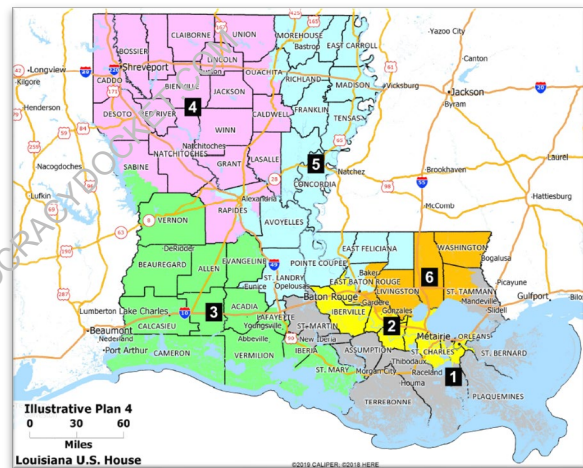 425
165
CLAIBORNE
UNION
MOREHOUSE
Bastrop
EAST CARROLL
Yazoo City
BOSSIER
LINCOLN
Canton
Longview
Shreveport
OUACHITA
RICHLAND
CADDO
MADISON
Kilgore
BIENVILLE
Vicksburg
Jackson
JACKSON
Byram
Henderson
DESOTO
RED RIVER
4
FRANKLIN
TENSAS
WINN
CALDWELL
Natchitoches
Laurel
Nacogdoches
SABINE
NATCHITOCHES
GRANT
LASALLE
5
Natchez
Brookhaven
CONCORDIA
Hattiesburg
Lufkin
Alexandria
McComb
VERNON
RAPIDES
AVOYELLES
DeRidder
EAST FELICIANA
WASHINGTON
Bogalusa
BEAUREGARD
ALLEN
EVANGELINE
POINTE COUPEE
6
Baker
EAST BATON ROUGE
Picayune
ST. LANDRY
Eunice
Opelousas
Baton Rouge
LIVINGSTON
ST. TAMMANY
Gulfport
Mandeville
Lumberton
Lake Charles
3
ACADIA
IBERVILLE
Gardere
Gonzales
Slidell
Beaumont
CALCASIEU
LAFAYETTE
Youngsville
ST. MARTIN
2
Metairie
ORLEANS
Nederland
Port Arthur
Abbeville
New Iberia
ASSUMPTION
ST. CHARLES
ST. BERNARD
CAMERON
VERMILION
IBERIA
Thibodaux
ST. MARY
Morgan City
Raceland
1
Houma
PLAQUEMINES
TERREBONNE
Illustrative Plan 4
0 30 60
Miles
Louisiana U.S. House
©2019 CALIPER; ©2018 HERE